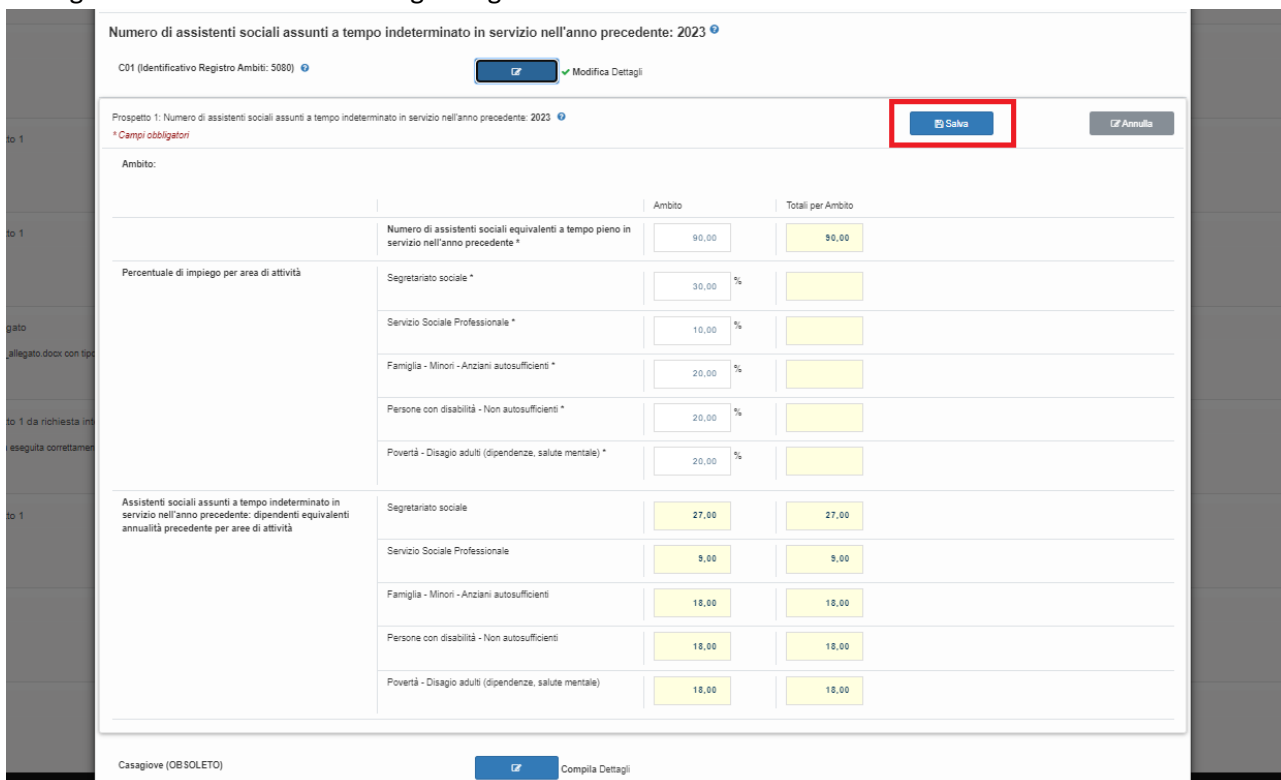 Numero di assistenti sociali assunti a tempo indeterminato in servizio nell'anno precedente: 2023
C01 (Identificativo Registro Ambiti: 5080)
Modifica Dettagli
Prospetto 1: Numero di assistenti sociali assunti a tempo indeterminato in servizio nell'anno precedente: 2023
* Campi obbligatori
Salva
Annulla
Ambito:
Ambito Totali per Ambito
Numero di assistenti sociali equivalenti a tempo pieno in
servizio nell'anno precedente *
90,00 90,00
Percentuale di impiego per area di attività
Segretariato sociale * 30,00 %
Servizio Sociale Professionale * 10,00 %
Famiglia - Minori - Anziani autosufficienti * 20,00 %
Persone con disabilità - Non autosufficienti * 20,00 %
Povertà - Disagio adulti (dipendenze, salute mentale) * 20,00 %
Assistenti sociali assunti a tempo indeterminato in
servizio nell'anno precedente: dipendenti equivalenti
annualità precedente per aree di attività
Segretariato sociale 27,00 27,00
Servizio Sociale Professionale 9,00 9,00
Famiglia - Minori - Anziani autosufficienti 18,00 18,00
Persone con disabilità - Non autosufficienti 18,00 18,00
Povertà - Disagio adulti (dipendenze, salute mentale) 18,00 18,00
Casagiove (OBSOLETO)
Compila Dettagli
to 1
to 1
gato
_allegato.docx con tipo
to 1 da richiesta int
eseguita correttamen
to 1